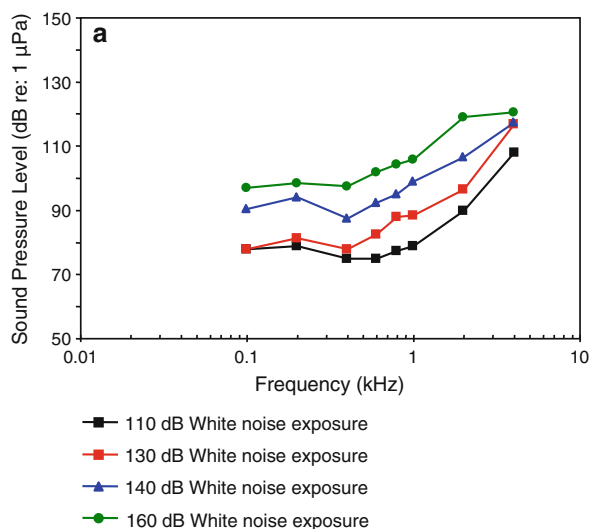 a
Sound Pressure Level (dB re: 1 µPa)
150
130
110
90
70
50
0.01
0.1
1
10
Frequency (kHz)
110 dB White noise exposure
130 dB White noise exposure
140 dB White noise exposure
160 dB White noise exposure